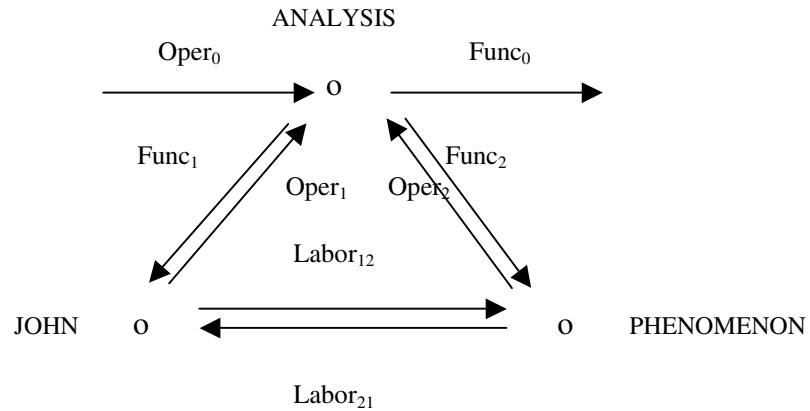 ANALYSIS
Oper₀ Func₀
o
Func₁ Func₂
Oper₁ Oper₂
Labor₁₂
JOHN o o PHENOMENON
Labor₂₁